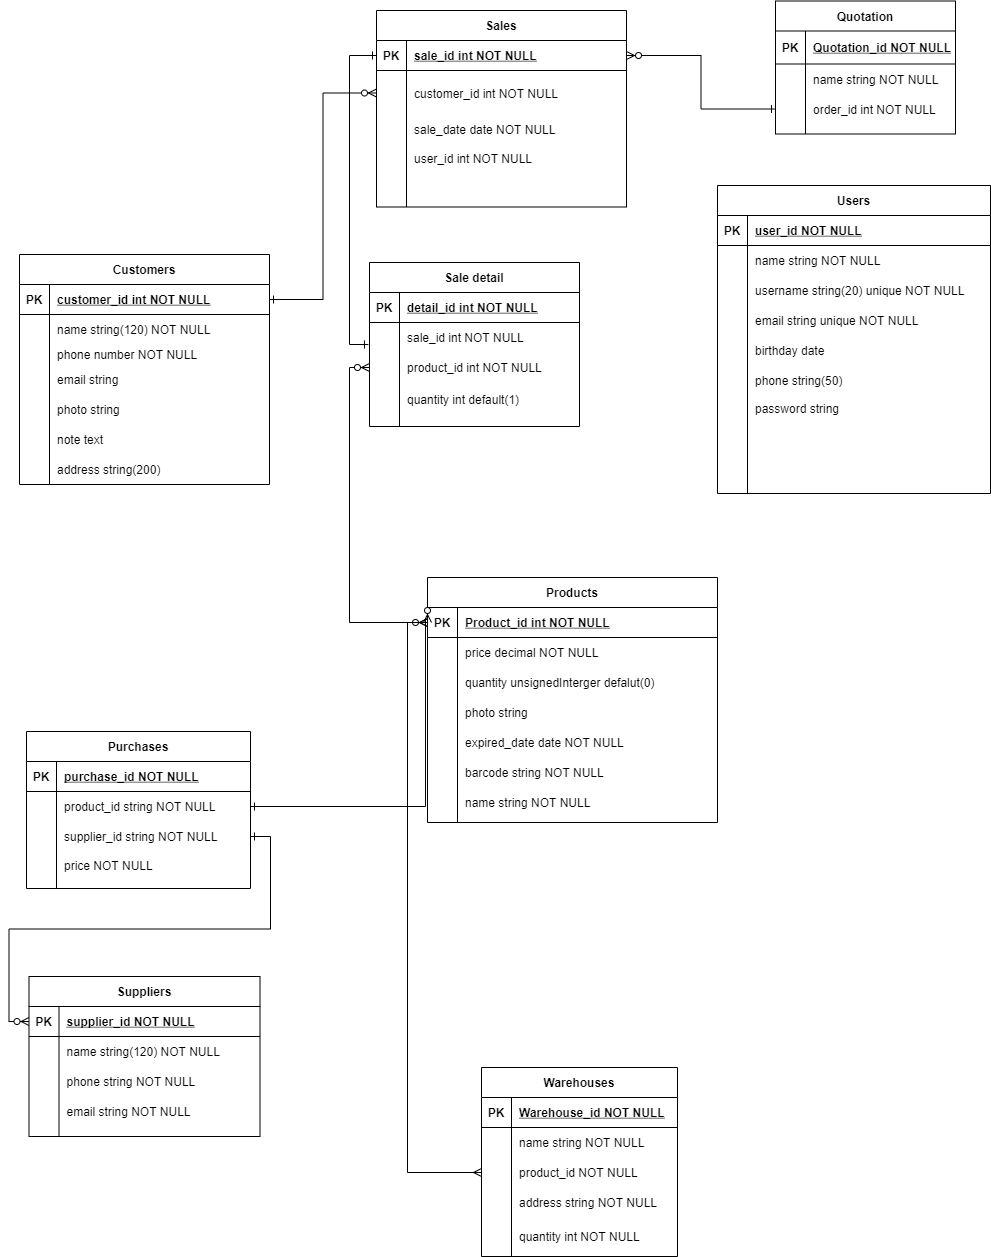 Sales
PK sale_id int NOT NULL
customer_id int NOT NULL
sale_date date NOT NULL
user_id int NOT NULL
Quotation
PK Quotation_id NOT NULL
name string NOT NULL
order_id int NOT NULL
Users
PK user_id NOT NULL
name string NOT NULL
username string(20) unique NOT NULL
email string unique NOT NULL
birthday date
phone string(50)
password string
Customers
PK customer_id int NOT NULL
name string(120) NOT NULL
phone number NOT NULL
email string
photo string
note text
address string(200)
Sale detail
PK detail_id int NOT NULL
sale_id int NOT NULL
product_id int NOT NULL
quantity int default(1)
Products
PK Product_id int NOT NULL
price decimal NOT NULL
quantity unsignedInterger defalut(0)
photo string
expired_date date NOT NULL
barcode string NOT NULL
name string NOT NULL
Purchases
PK purchase_id NOT NULL
product_id string NOT NULL
supplier_id string NOT NULL
price NOT NULL
Suppliers
PK supplier_id NOT NULL
name string(120) NOT NULL
phone string NOT NULL
email string NOT NULL
Warehouses
PK Warehouse_id NOT NULL
name string NOT NULL
product_id NOT NULL
address string NOT NULL
quantity int NOT NULL